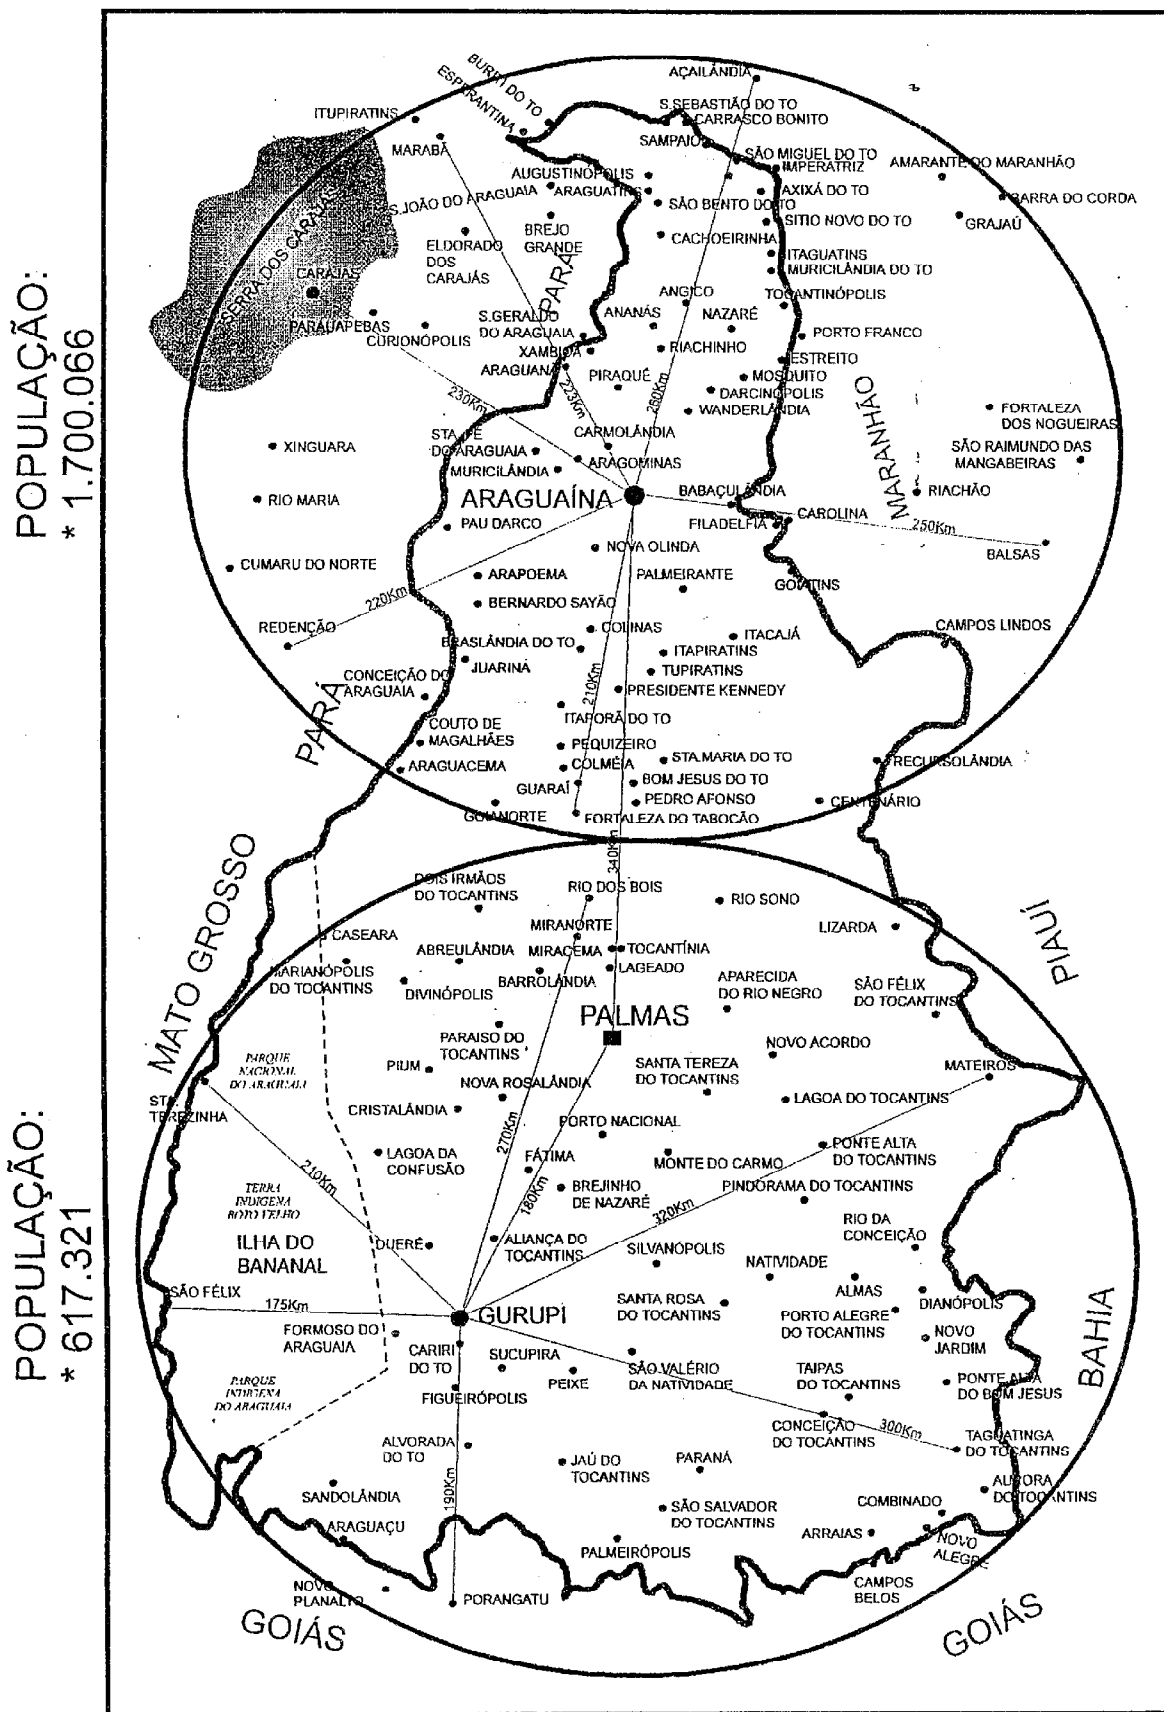 POPULAÇÃO:
* 1.700.066
POPULAÇÃO:
* 617.321
AÇAILÂNDIA
BURITI DO TO
ESPERANTINA
S.SEBASTIÃO DO TO
CARRASCO BONITO
ITUPIRATINS
MARABÁ
SAMPAIO
SÃO MIGUEL DO TO
IMPERATRIZ
AMARANTE DO MARANHÃO
AUGUSTINÓPOLIS
ARAGUATINS
AXIXÁ DO TO
BARRA DO CORDA
S.JOÃO DO ARAGUAIA
SÃO BENTO DO TO
SITIO NOVO DO TO
GRAJAÚ
SERRA DOS CARAJÁS
BREJO
GRANDE
ELDORADO
DOS
CARAJÁS
CACHOEIRINHA
ITAGUATINS
MURICILÂNDIA DO TO
CARAJÁS
PARÁ
ANGICO
TOCANTINÓPOLIS
PARAUAPEBAS
CURIONÓPOLIS
S.GERALDO
DO ARAGUAIA
ANANÁS
NAZARÉ
PORTO FRANCO
XAMBIOÁ
RIACHINHO
ESTREITO
ARAGUANÃ
PIRAQUÊ
MOSQUITO
DARCINÓPOLIS
230Km
223Km
260Km
WANDERLÂNDIA
MARANHÃO
FORTALEZA
DOS NOGUEIRAS
XINGUARA
STA.FÉ
DO ARAGUAIA
CARMOLÂNDIA
ARAGOMINAS
MURICILÂNDIA
SÃO RAIMUNDO DAS
MANGABEIRAS
RIO MARIA
ARAGUAÍNA
BABAÇULÂNDIA
RIACHÃO
PAU DARCO
FILADELFIA
CAROLINA
250Km
BALSAS
NOVA OLINDA
CUMARU DO NORTE
ARAPOEMA
PALMEIRANTE
GOIATINS
220Km
BERNARDO SAYÃO
REDENÇÃO
COLINAS
BRASLÂNDIA DO TO
ITACAJÁ
CAMPOS LINDOS
JUARINA
ITAPIRATINS
TUPIRATINS
CONCEIÇÃO DO
ARAGUAIA
210Km
PRESIDENTE KENNEDY
PARÁ
COUTO DE
MAGALHÃES
ITAPORÃ DO TO
PEQUIZEIRO
STA.MARIA DO TO
RECURSOLÂNDIA
ARAGUACEMA
COLMÉIA
GUARAÍ
BOM JESUS DO TO
GOIANORTE
PEDRO AFONSO
CENTENÁRIO
FORTALEZA DO TABOCÃO
340Km
MATO GROSSO
DOIS IRMÃOS
DO TOCANTINS
RIO DOS BOIS
RIO SONO
PIAUÍ
CASEARA
MIRANORTE
LIZARDA
ABREULÂNDIA
MIRACEMA
TOCANTÍNIA
MARIANÓPOLIS
DO TOCANTINS
BARROLÂNDIA
LAGEADO
DIVINÓPOLIS
APARECIDA
DO RIO NEGRO
SÃO FÉLIX
DO TOCANTINS
PALMAS
PARAISO DO
TOCANTINS
NOVO ACORDO
PARQUE
NACIONAL
DO ARAGUAIA
PIUM
SANTA TEREZA
DO TOCANTINS
MATEIROS
NOVA ROSALÂNDIA
STA.
TEREZINHA
CRISTALÂNDIA
LAGOA DO TOCANTINS
PORTO NACIONAL
270Km
LAGOA DA
CONFUSÃO
FÁTIMA
MONTE DO CARMO
PONTE ALTA
DO TOCANTINS
210Km
180Km
BREJINHO
DE NAZARÉ
PINDORAMA DO TOCANTINS
TERRA
INDIGENA
BOTO VELHO
320Km
RIO DA
CONCEIÇÃO
ILHA DO
BANANAL
DUERÉ
ALIANÇA DO
TOCANTINS
SILVANÓPOLIS
NATIVIDADE
ALMAS
DIANÓPOLIS
SÃO FÉLIX
175Km
GURUPI
SANTA ROSA
DO TOCANTINS
PORTO ALEGRE
DO TOCANTINS
BAHIA
FORMOSO DO
ARAGUAIA
CARIRI
DO TO
SUCUPIRA
PEIXE
SÃO VALÉRIO
DA NATIVIDADE
TAIPAS
DO TOCANTINS
NOVO
JARDIM
PARQUE
INDIGENA
DO ARAGUAIA
FIGUEIRÓPOLIS
PONTE ALTA
DO BOM JESUS
CONCEIÇÃO
DO TOCANTINS
300Km
ALVORADA
DO TO
JAÚ DO
TOCANTINS
PARANÁ
TAGUATINGA
DO TOCANTINS
SANDOLÂNDIA
190Km
SÃO SALVADOR
DO TOCANTINS
COMBINADO
AURORA
DO TOCANTINS
ARAGUAÇU
PALMEIRÓPOLIS
ARRAIAS
NOVO
ALEGRE
NOVO
PLANALTO
PORANGATU
CAMPOS
BELOS
GOIÁS
GOIÁS